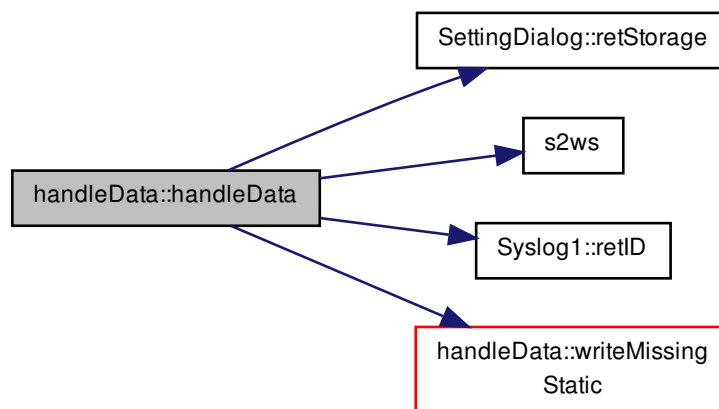 SettingDialog::retStorage
s2ws
handleData::handleData
Syslog1::retID
handleData::writeMissing
Static